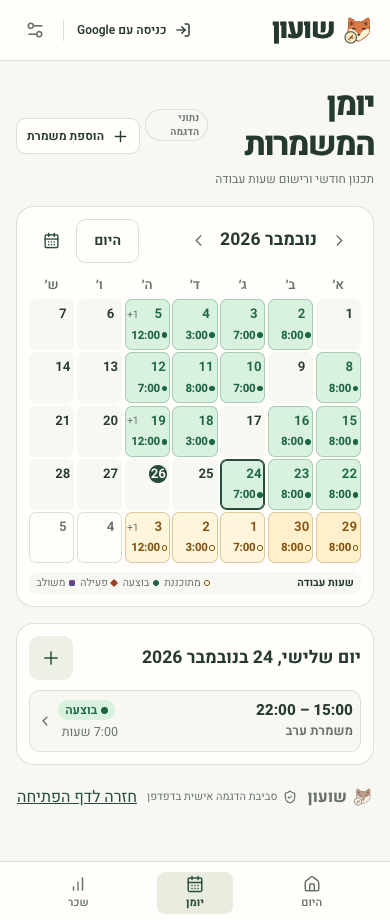 שועון
כניסה עם Google
יומן
המשמרות
נתוני
הדגמה
הוספת משמרת
תכנון חודשי ורישום שעות עבודה
נובמבר 2026
היום
א׳ ב׳ ג׳ ד׳ ה׳ ו׳ ש׳
1 2 3 4 5 +1 6 7
8:00 7:00 3:00 12:00
8 9 10 11 12 13 14
8:00 7:00 8:00 7:00
15 16 17 18 19 +1 20 21
8:00 8:00 3:00 12:00
22 23 24 25 26 27 28
8:00 8:00 7:00
29 30 1 2 3 +1 4 5
8:00 8:00 7:00 3:00 12:00
שעות עבודה מתוכננת בוצעה פעילה משולב
יום שלישי, 24 בנובמבר 2026
15:00 – 22:00
בוצעה
משמרת ערב
7:00 שעות
שועון
סביבת הדגמה אישית בדפדפן
חזרה לדף הפתיחה
היום
יומן
שכר